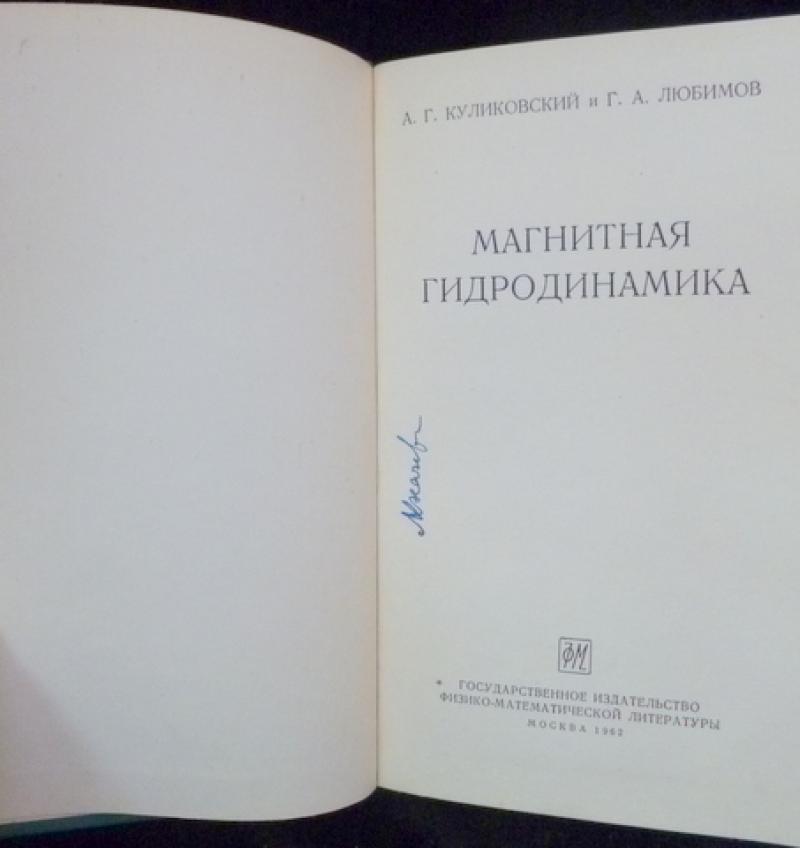 А. Г. КУЛИКОВСКИЙ и Г. А. ЛЮБИМОВ
МАГНИТНАЯ
ГИДРОДИНАМИКА
ФМ
ГОСУДАРСТВЕННОЕ ИЗДАТЕЛЬСТВО
ФИЗИКО-МАТЕМАТИЧЕСКОЙ ЛИТЕРАТУРЫ
МОСКВА 1962